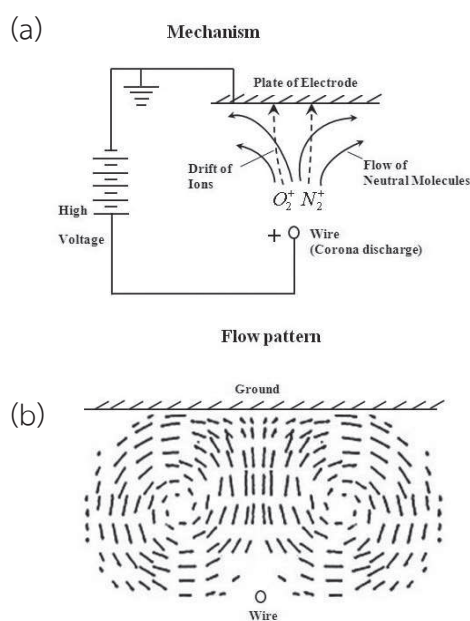 (a)
Mechanism
Plate of Electrode
Drift of
Ions
Flow of
Neutral Molecules
O₂⁺ N₂⁺
High
Voltage
+
Wire
(Corona discharge)
Flow pattern
(b)
Ground
Wire